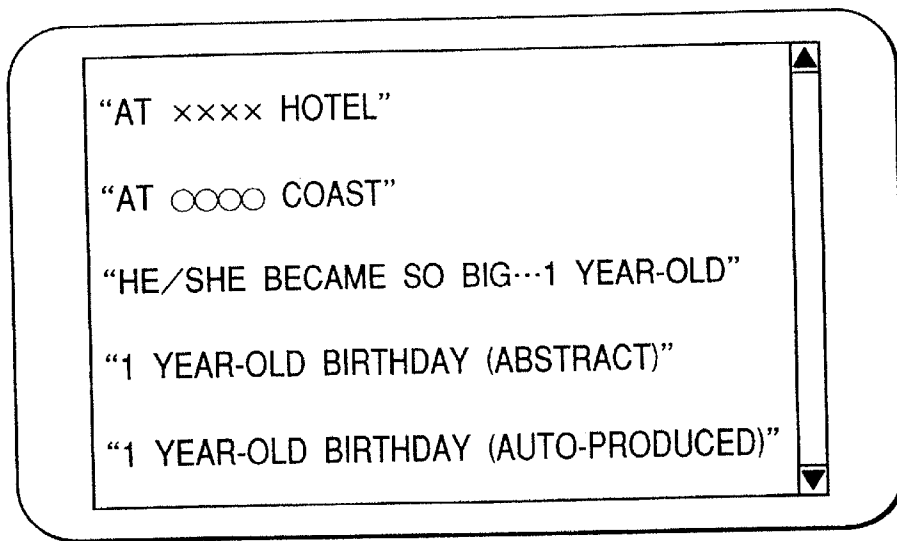 “AT ×××× HOTEL”
“AT ○○○○ COAST”
“HE/SHE BECAME SO BIG···1 YEAR-OLD”
“1 YEAR-OLD BIRTHDAY (ABSTRACT)”
“1 YEAR-OLD BIRTHDAY (AUTO-PRODUCED)”